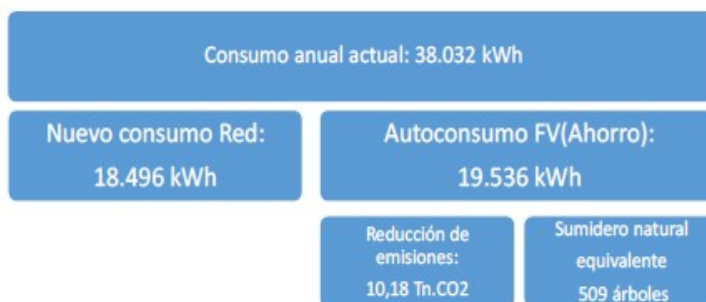 Consumo anual actual: 38.032 kWh
Nuevo consumo Red:
18.496 kWh
Autoconsumo FV(Ahorro):
19.536 kWh
Reducción de
emisiones:
10,18 Tn.CO2
Sumidero natural
equivalente
509 árboles